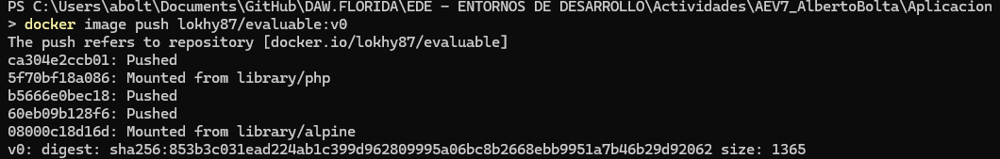 PS C:\Users\abolt\Documents\GitHub\DAW.FLORIDA\EDE - ENTORNOS DE DESARROLLO\Actividades\AEV7_AlbertoBolta\Aplicacion
> docker image push lokhy87/evaluable:v0
The push refers to repository [docker.io/lokhy87/evaluable]
ca304e2ccb01: Pushed
5f70bf18a086: Mounted from library/php
b5666e0bec18: Pushed
60eb09b128f6: Pushed
08000c18d16d: Mounted from library/alpine
v0: digest: sha256:853b3c031ead224ab1c399d962809995a06bc8b2668ebb9951a7b46b29d92062 size: 1365